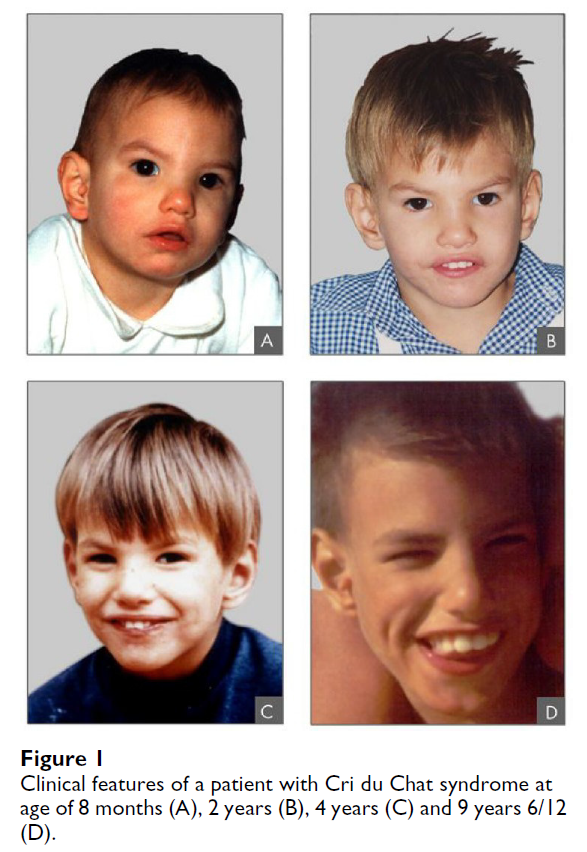 A
B
C
D
Figure 1
Clinical features of a patient with Cri du Chat syndrome at
age of 8 months (A), 2 years (B), 4 years (C) and 9 years 6/12
(D).